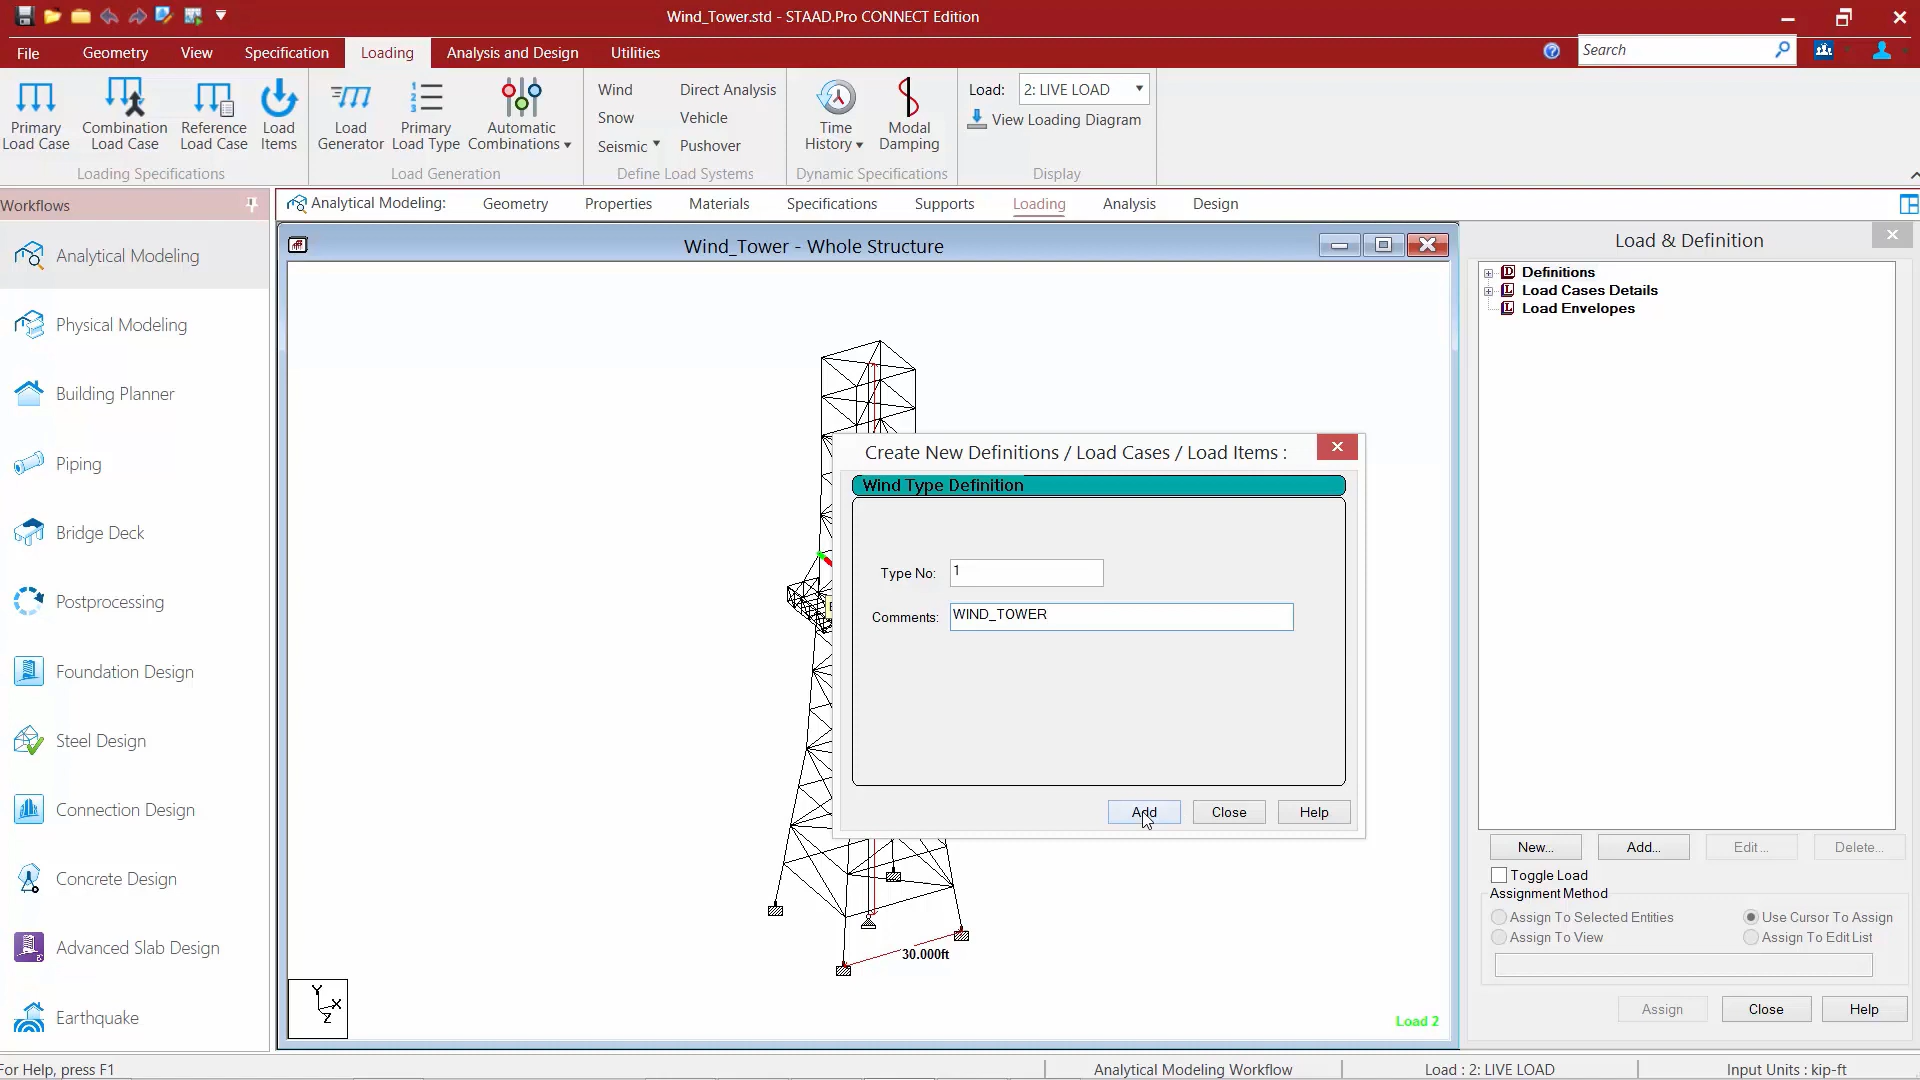 Wind_Tower.std - STAAD.Pro CONNECT Edition
File Geometry View Specification Loading Analysis and Design Utilities Search
Primary Load Case
Combination Load Case
Reference Load Case
Load Items
Loading Specifications
Load Generator
Primary Load Type
Automatic Combinations
Load Generation
Wind Direct Analysis
Snow Vehicle
Seismic Pushover
Define Load Systems
Time History
Modal Damping
Dynamic Specifications
Load: 2: LIVE LOAD
View Loading Diagram
Display
Workflows
Analytical Modeling: Geometry Properties Materials Specifications Supports Loading Analysis Design
Analytical Modeling
Physical Modeling
Building Planner
Piping
Bridge Deck
Postprocessing
Foundation Design
Steel Design
Connection Design
Concrete Design
Advanced Slab Design
Earthquake
Wind_Tower - Whole Structure
Create New Definitions / Load Cases / Load Items :
Wind Type Definition
Type No: 1
Comments: WIND_TOWER
Add Close Help
30.000ft
Y
X
Z
Load 2
Load & Definition
Definitions
Load Cases Details
Load Envelopes
New... Add... Edit... Delete...
Toggle Load
Assignment Method
Assign To Selected Entities Use Cursor To Assign
Assign To View Assign To Edit List
Assign Close Help
For Help, press F1 Analytical Modeling Workflow Load : 2: LIVE LOAD Input Units : kip-ft